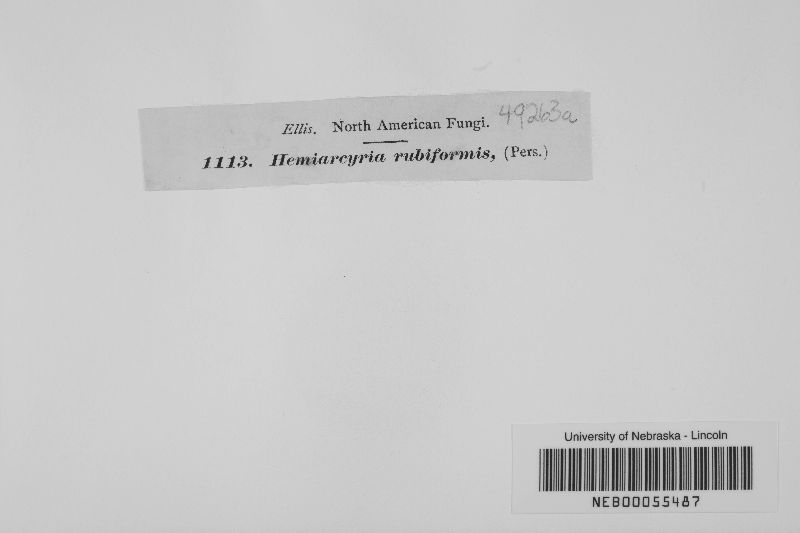 Ellis. North American Fungi. 49263a
1113. Hemiarcyria rubiformis, (Pers.)
University of Nebraska - Lincoln
NEB00055487